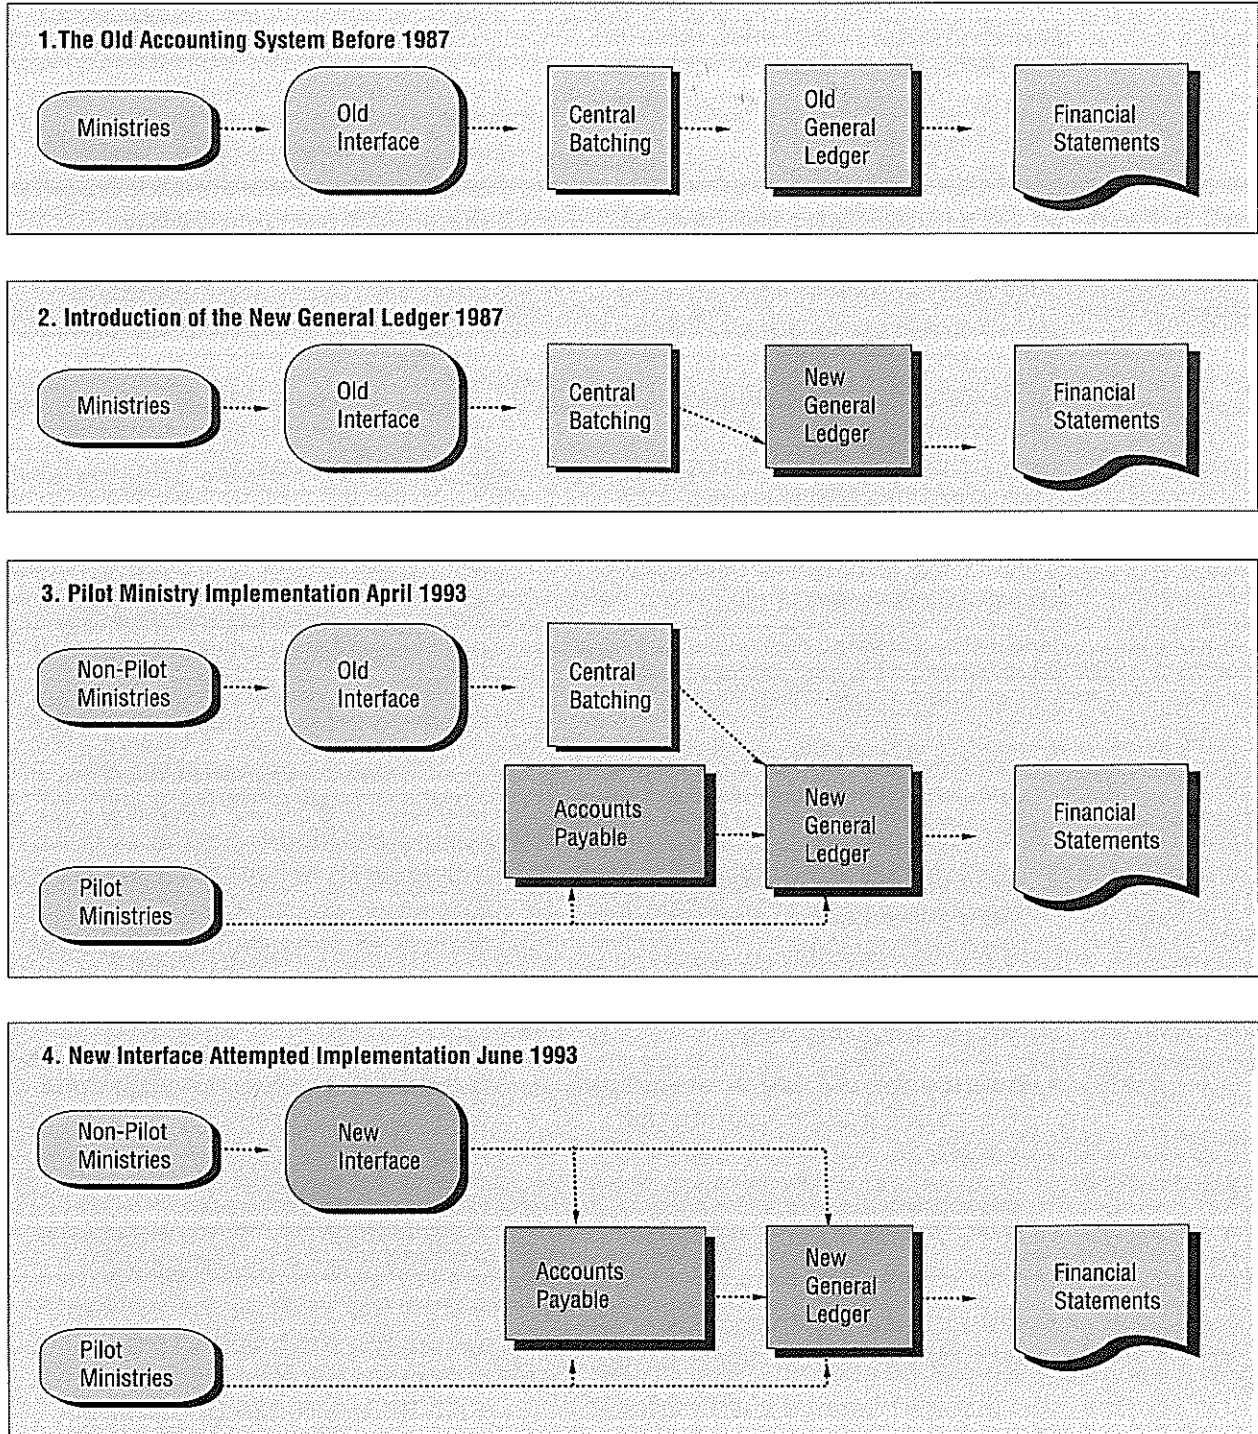 1.The Old Accounting System Before 1987
Ministries
Old
Interface
Central
Batching
Old
General
Ledger
Financial
Statements
2. Introduction of the New General Ledger 1987
Ministries
Old
Interface
Central
Batching
New
General
Ledger
Financial
Statements
3. Pilot Ministry Implementation April 1993
Non-Pilot
Ministries
Old
Interface
Central
Batching
Accounts
Payable
New
General
Ledger
Financial
Statements
Pilot
Ministries
4. New Interface Attempted Implementation June 1993
Non-Pilot
Ministries
New
Interface
Accounts
Payable
New
General
Ledger
Financial
Statements
Pilot
Ministries